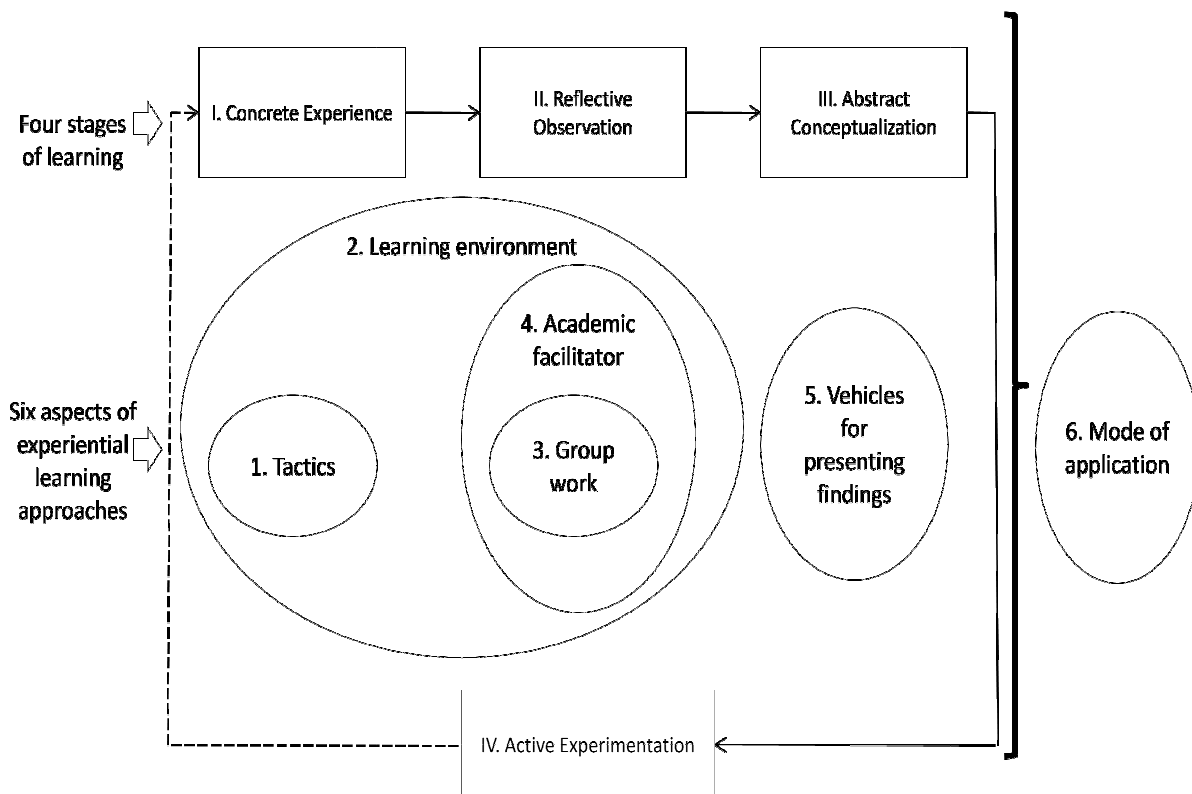 I. Concrete Experience
II. Reflective
Observation
III. Abstract
Conceptualization
Four stages
of learning
2. Learning environment
4. Academic
facilitator
Six aspects of
experiential
learning
approaches
1. Tactics
3. Group
work
5. Vehicles
for
presenting
findings
6. Mode of
application
IV. Active Experimentation